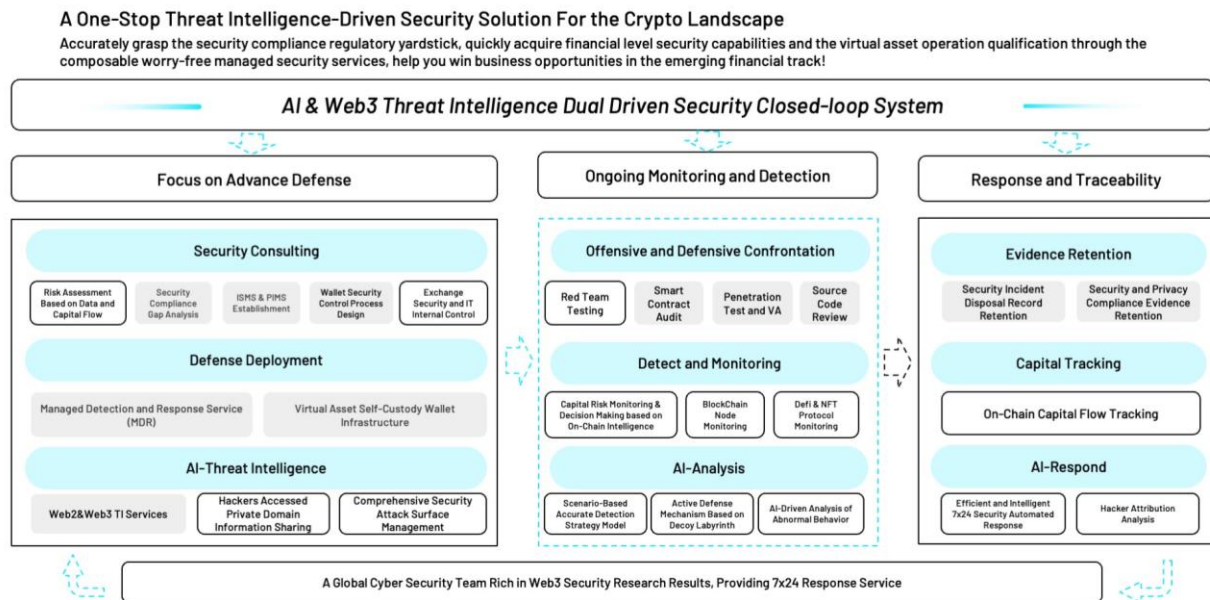 A One-Stop Threat Intelligence-Driven Security Solution For the Crypto Landscape
Accurately grasp the security compliance regulatory yardstick, quickly acquire financial level security capabilities and the virtual asset operation qualification through the
composable worry-free managed security services, help you win business opportunities in the emerging financial track!
AI & Web3 Threat Intelligence Dual Driven Security Closed-loop System
Focus on Advance Defense
Security Consulting
Risk Assessment
Based on Data and
Capital Flow
Security
Compliance
Gap Analysis
ISMS & PIMS
Establishment
Wallet Security
Control Process
Design
Exchange
Security and IT
Internal Control
Defense Deployment
Managed Detection and Response Service
(MDR)
Virtual Asset Self-Custody Wallet
Infrastructure
AI-Threat Intelligence
Web2&Web3 TI Services
Hackers Accessed
Private Domain
Information Sharing
Comprehensive Security
Attack Surface
Management
Ongoing Monitoring and Detection
Offensive and Defensive Confrontation
Red Team
Testing
Smart
Contract
Audit
Penetration
Test and VA
Source
Code
Review
Detect and Monitoring
Capital Risk Monitoring &
Decision Making based on
On-Chain Intelligence
BlockChain
Node
Monitoring
Defi & NFT
Protocol
Monitoring
AI-Analysis
Scenario-Based
Accurate Detection
Strategy Model
Active Defense
Mechanism Based on
Decoy Labyrinth
AI-Driven Analysis of
Abnormal Behavior
Response and Traceability
Evidence Retention
Security Incident
Disposal Record
Retention
Security and Privacy
Compliance Evidence
Retention
Capital Tracking
On-Chain Capital Flow Tracking
AI-Respond
Efficient and Intelligent
7x24 Security Automated
Response
Hacker Attribution
Analysis
A Global Cyber Security Team Rich in Web3 Security Research Results, Providing 7x24 Response Service